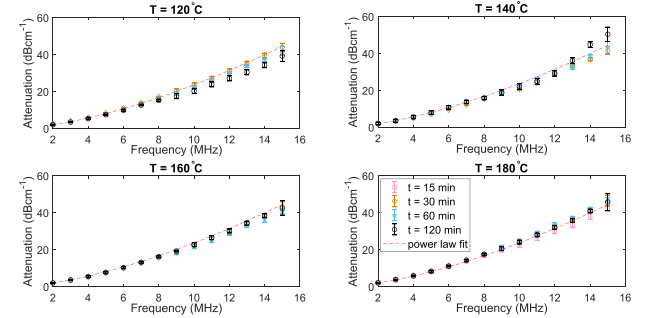 T = 120°C
Attenuation (dBcm⁻¹)
60
40
20
0
2 4 6 8 10 12 14 16
Frequency (MHz)
T = 140°C
Attenuation (dBcm⁻¹)
60
40
20
0
2 4 6 8 10 12 14 16
Frequency (MHz)
T = 160°C
Attenuation (dBcm⁻¹)
60
40
20
0
2 4 6 8 10 12 14 16
Frequency (MHz)
T = 180°C
Attenuation (dBcm⁻¹)
60
40
20
0
t = 15 min
t = 30 min
t = 60 min
t = 120 min
power law fit
2 4 6 8 10 12 14 16
Frequency (MHz)